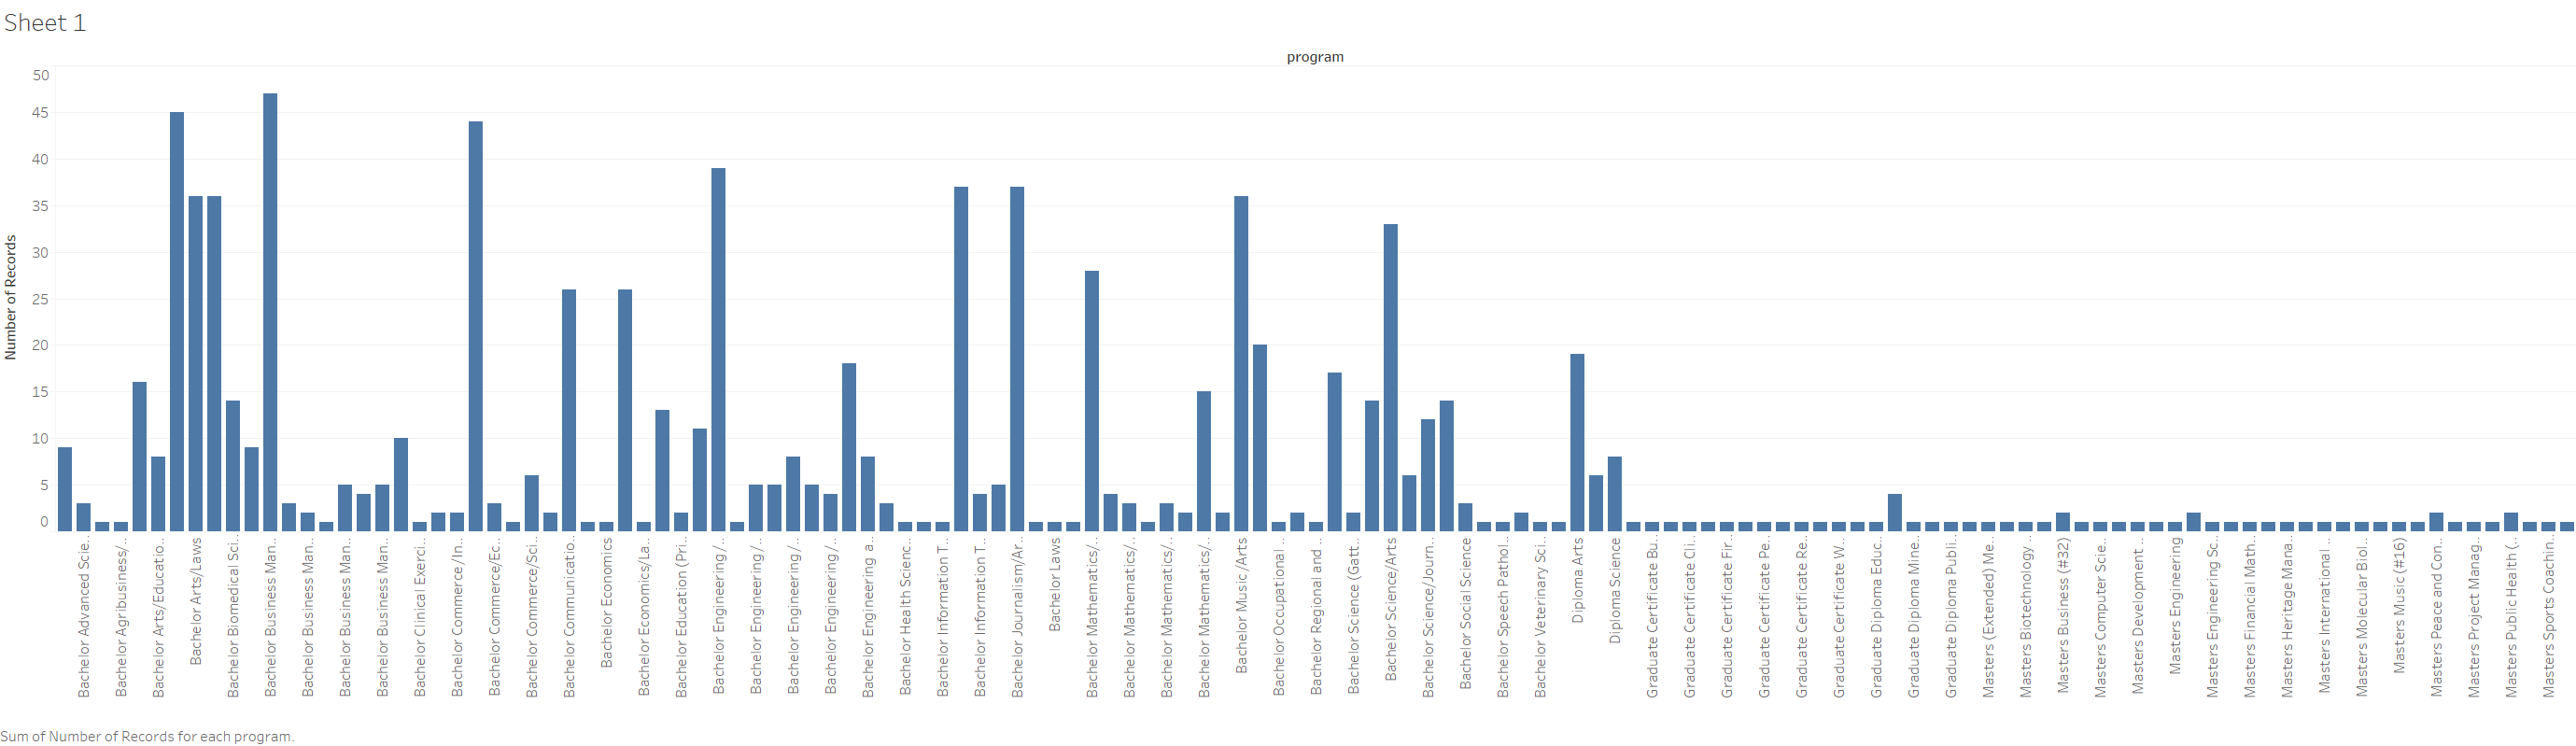 Sheet 1
program
50
45
40
35
30
25
20
15
10
5
0
Number of Records
Bachelor Advanced Scie..
Bachelor Agribusiness/..
Bachelor Arts/Educatio..
Bachelor Arts/Laws
Bachelor Biomedical Sci..
Bachelor Business Man..
Bachelor Business Man..
Bachelor Business Man..
Bachelor Business Man..
Bachelor Clinical Exerci..
Bachelor Commerce /In..
Bachelor Commerce/Ec..
Bachelor Commerce/Sci..
Bachelor Communicatio..
Bachelor Economics
Bachelor Economics/La..
Bachelor Education (Pri..
Bachelor Engineering /..
Bachelor Engineering/..
Bachelor Engineering/..
Bachelor Engineering/..
Bachelor Engineering a..
Bachelor Health Scienc..
Bachelor Information T..
Bachelor Information T..
Bachelor Journalism/Ar..
Bachelor Laws
Bachelor Mathematics/..
Bachelor Mathematics/..
Bachelor Mathematics/..
Bachelor Mathematics/..
Bachelor Music /Arts
Bachelor Occupational ..
Bachelor Regional and ..
Bachelor Science (Gatt..
Bachelor Science/Arts
Bachelor Science/Journ..
Bachelor Social Science
Bachelor Speech Pathol..
Bachelor Veterinary Sci..
Diploma Arts
Diploma Science
Graduate Certificate Bu..
Graduate Certificate Cli..
Graduate Certificate Fir..
Graduate Certificate Pe..
Graduate Certificate Re..
Graduate Certificate W..
Graduate Diploma Educ..
Graduate Diploma Mine..
Graduate Diploma Publi..
Masters (Extended) Me..
Masters Biotechnology ..
Masters Business (#32)
Masters Computer Scie..
Masters Development ..
Masters Engineering
Masters Engineering Sc..
Masters Financial Math..
Masters Heritage Mana..
Masters International ..
Masters Molecular Biol..
Masters Music (#16)
Masters Peace and Con..
Masters Project Manag..
Masters Public Health (..
Masters Sports Coachin..
Sum of Number of Records for each program.